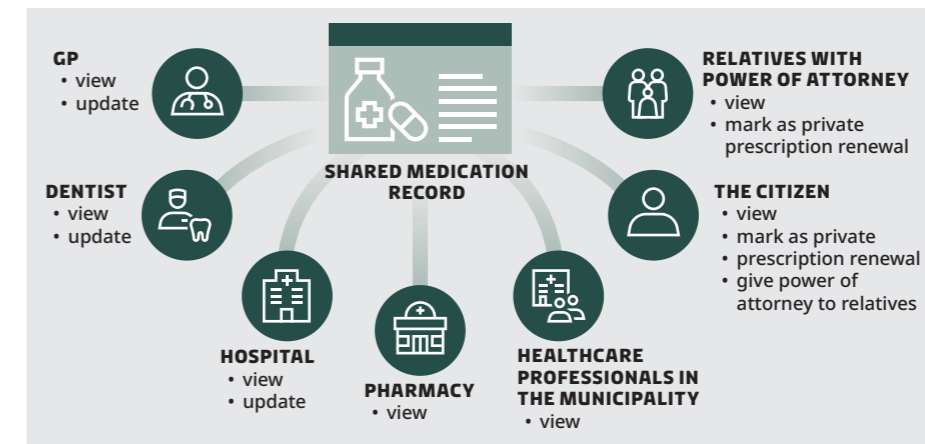 GP
• view
• update
DENTIST
• view
• update
HOSPITAL
• view
• update
SHARED MEDICATION
RECORD
PHARMACY
• view
HEALTHCARE
PROFESSIONALS IN
THE MUNICIPALITY
• view
RELATIVES WITH
POWER OF ATTORNEY
• view
• mark as private
prescription renewal
THE CITIZEN
• view
• mark as private
• prescription renewal
• give power of
attorney to relatives